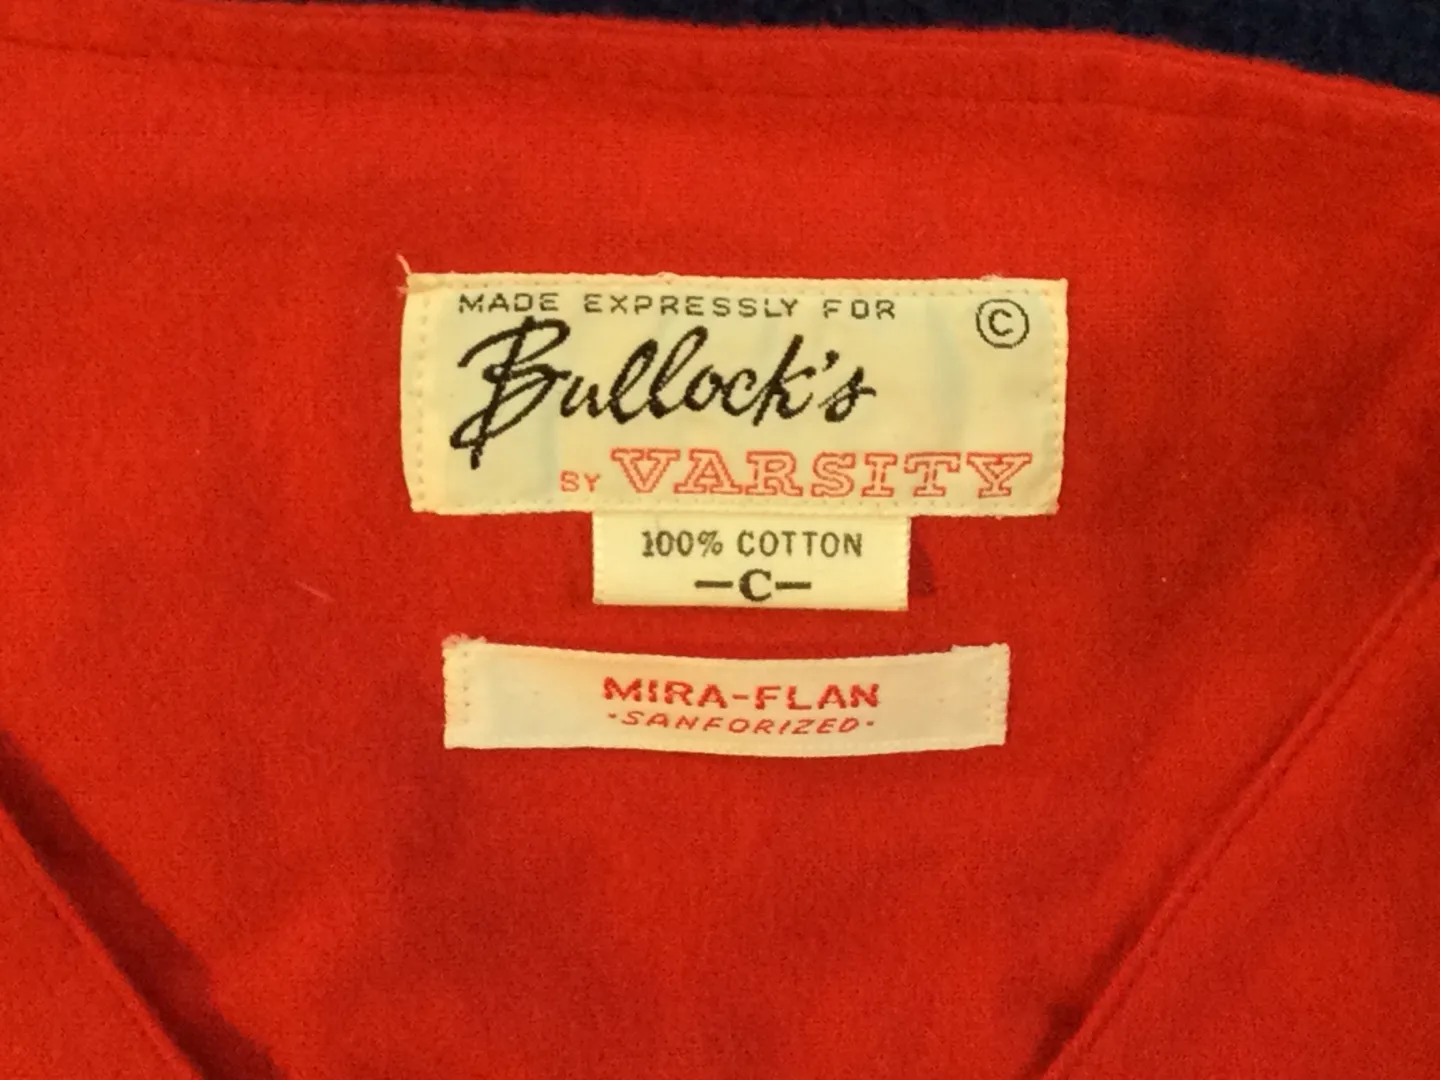 MADE EXPRESSLY FOR ©
Bullock's
BY VARSITY
100% COTTON
—C—
MIRA-FLAN
·SANFORIZED·